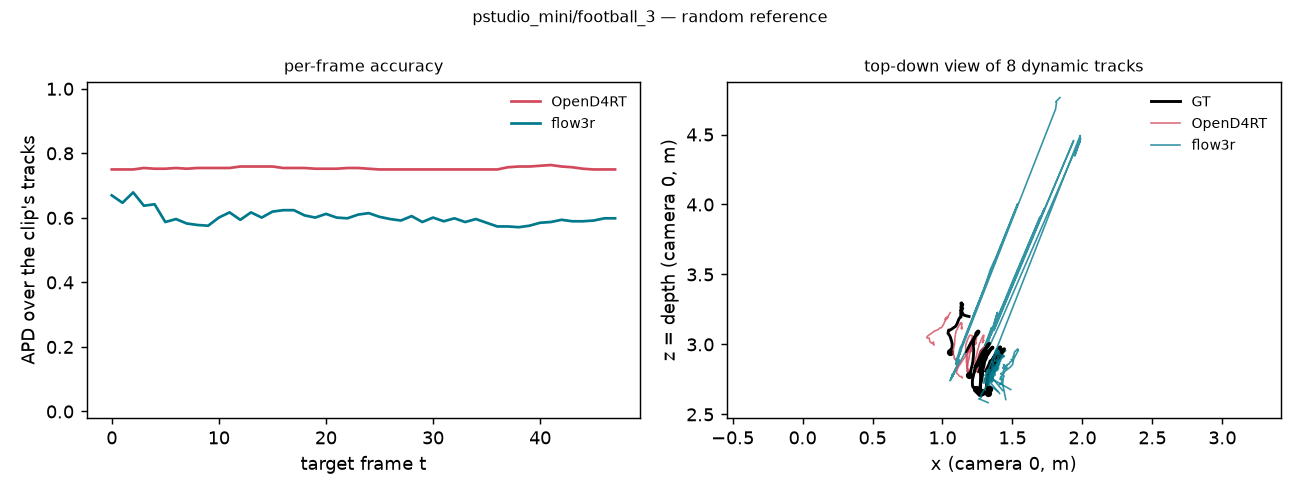 pstudio_mini/football_3 — random reference
per-frame accuracy
APD over the clip's tracks
1.0
0.8
0.6
0.4
0.2
0.0
OpenD4RT
flow3r
0
10
20
30
40
target frame t
top-down view of 8 dynamic tracks
z = depth (camera 0, m)
4.5
4.0
3.5
3.0
2.5
GT
OpenD4RT
flow3r
−0.5
0.0
0.5
1.0
1.5
2.0
2.5
3.0
x (camera 0, m)